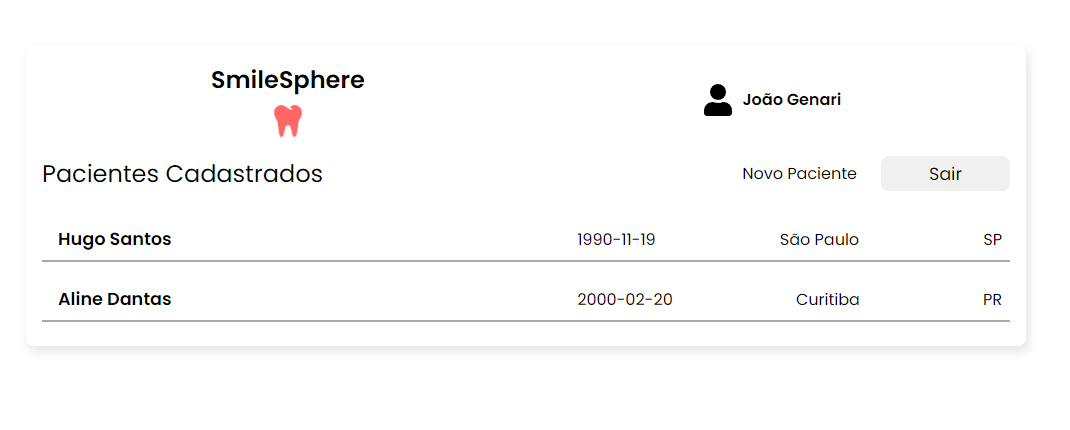 SmileSphere
João Genari
Pacientes Cadastrados
Novo Paciente
Sair
Hugo Santos 1990-11-19 São Paulo SP
Aline Dantas 2000-02-20 Curitiba PR